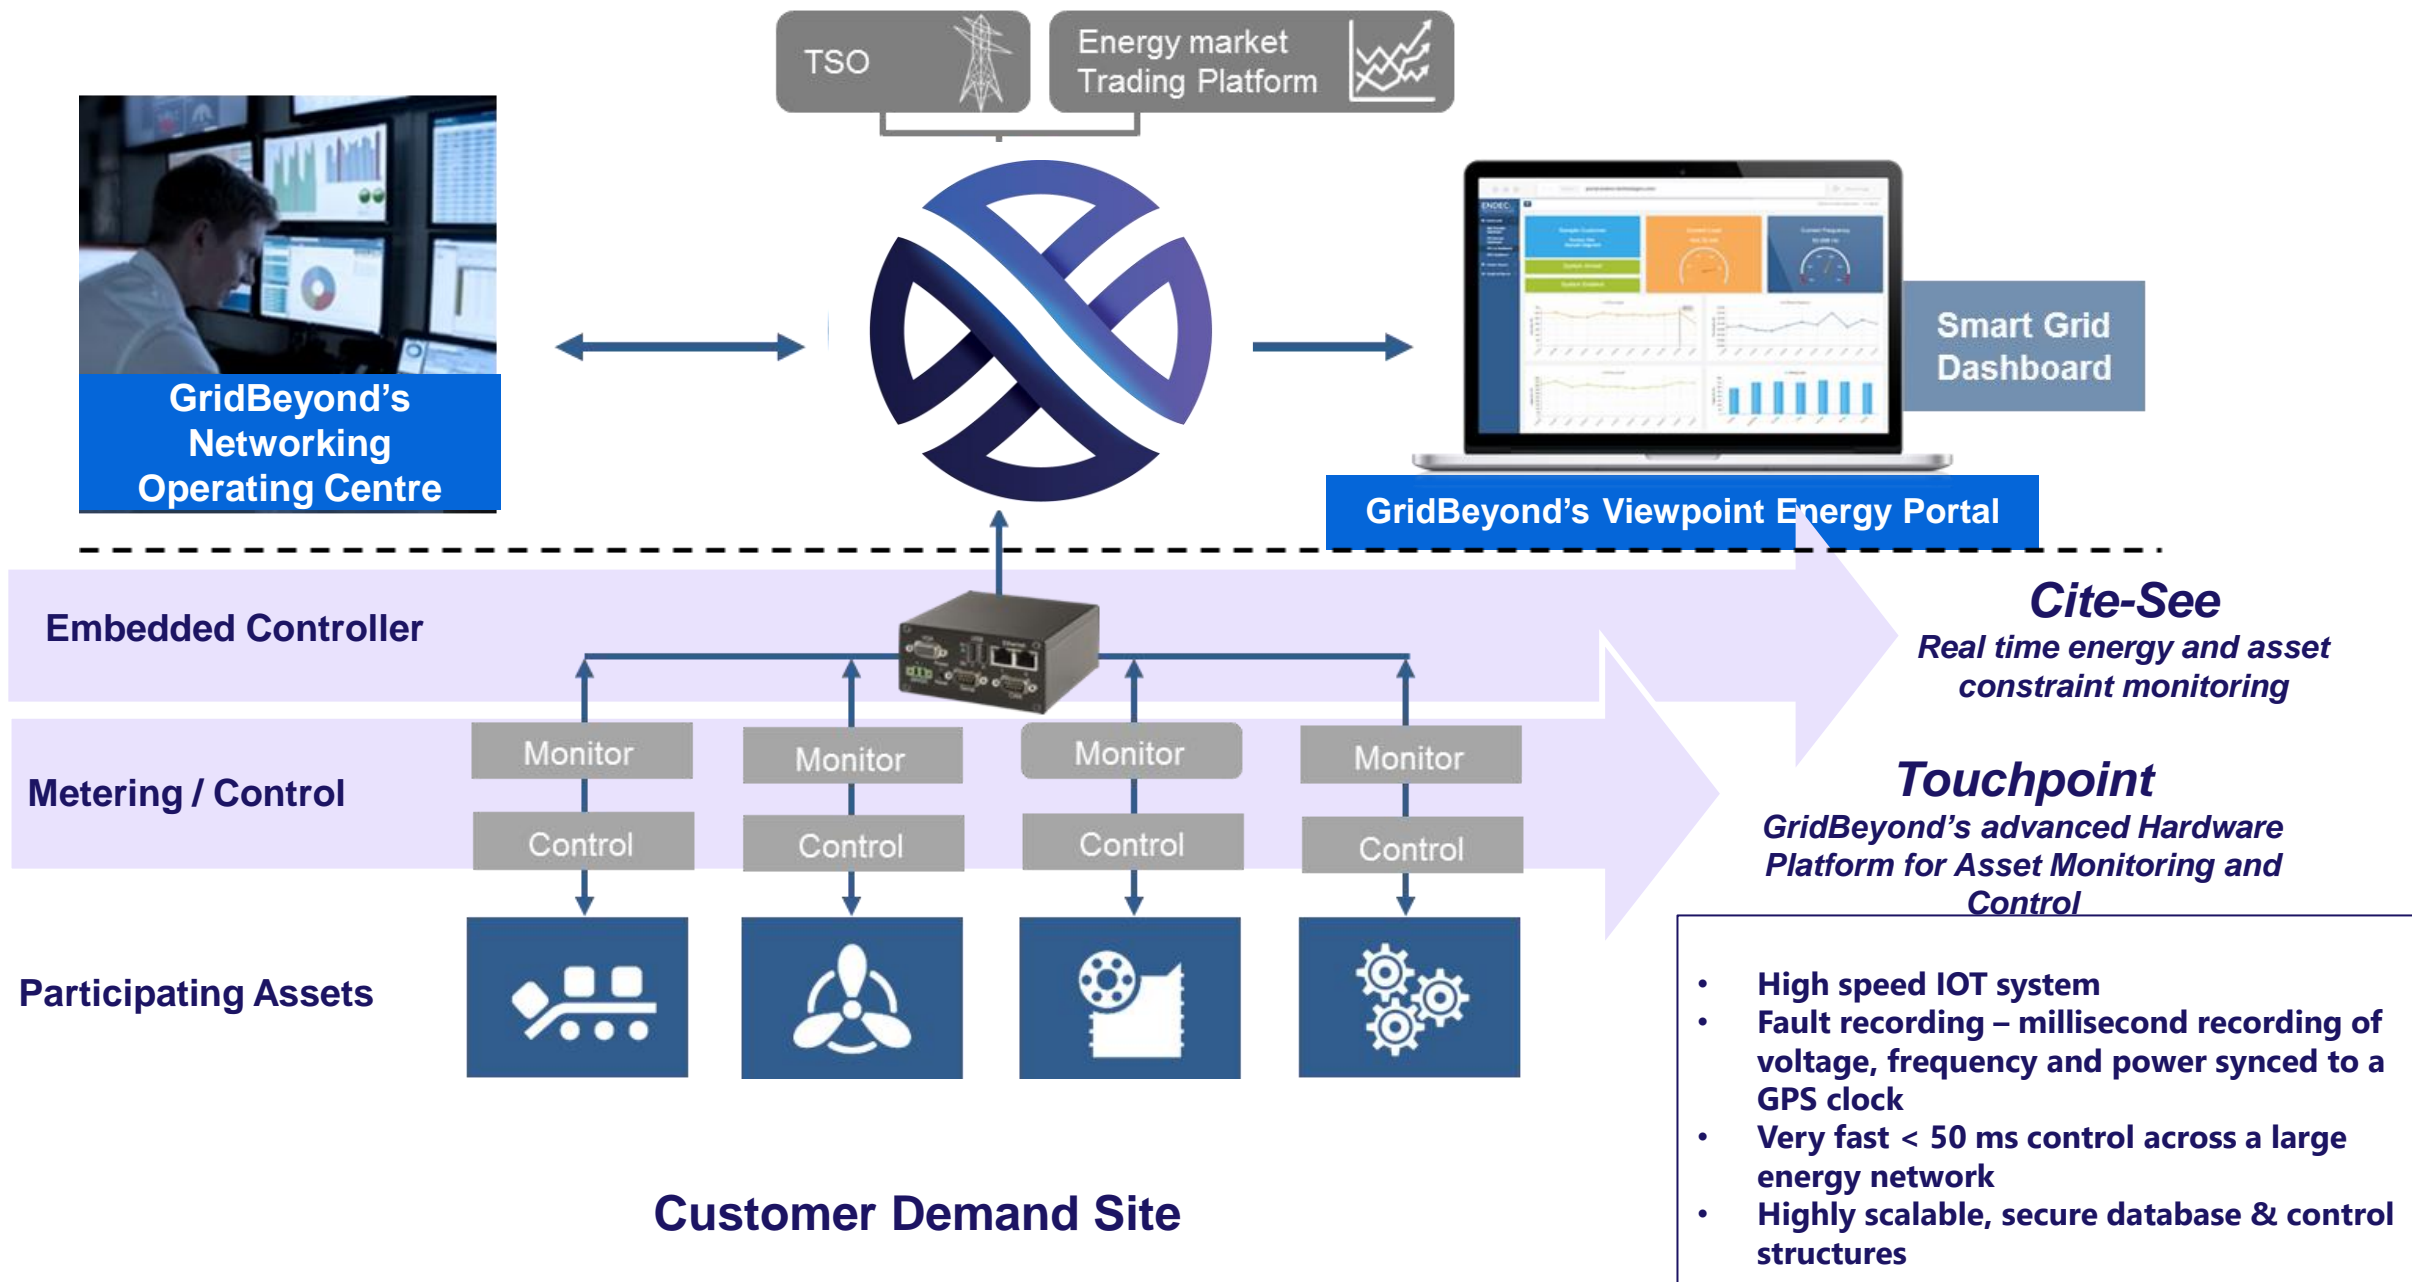 TSO
Energy market
Trading Platform
ENDECO
Smart Grid
Dashboard
GridBeyond’s
Networking
Operating Centre
GridBeyond’s Viewpoint Energy Portal
Embedded Controller
Cite-See
Real time energy and asset
constraint monitoring
Metering / Control
Monitor
Monitor
Monitor
Monitor
Control
Control
Control
Control
Touchpoint
GridBeyond’s advanced Hardware
Platform for Asset Monitoring and
Control
Participating Assets
• High speed IOT system
• Fault recording – millisecond recording of
voltage, frequency and power synced to a
GPS clock
• Very fast < 50 ms control across a large
energy network
• Highly scalable, secure database & control
structures
Customer Demand Site